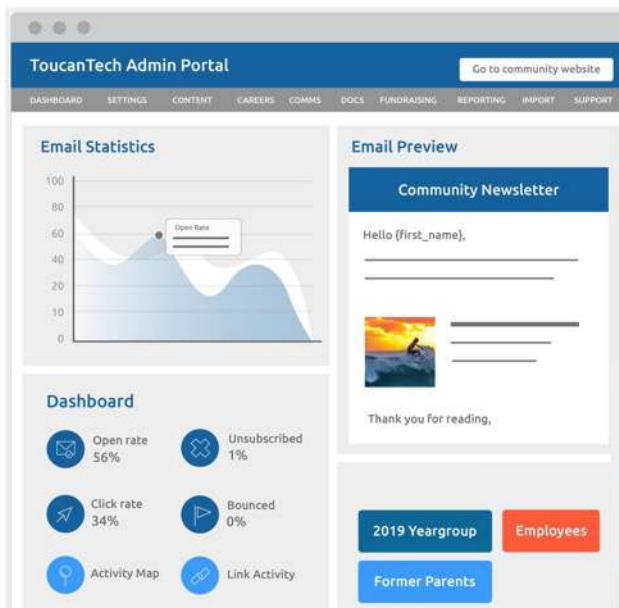 ToucanTech Admin Portal
Go to community website
DASHBOARD SETTINGS CONTENT CAREERS COMMS DOCS FUNDRAISING REPORTING IMPORT SUPPORT
Email Statistics
100
80
60
40
20
10
0
Open Rate
Email Preview
Community Newsletter
Hello {first_name},
Thank you for reading,
Dashboard
Open rate
56%
Unsubscribed
1%
Click rate
34%
Bounced
0%
Activity Map
Link Activity
2019 Yeargroup
Employees
Former Parents